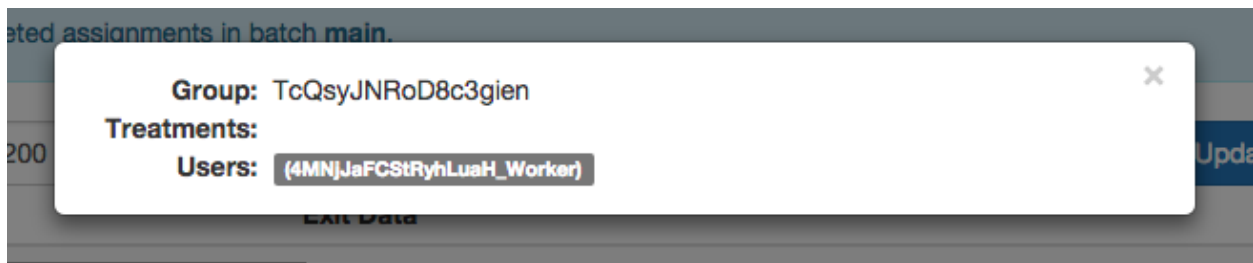 eted assignments in batch main.
Group: TcQsyJNRoD8c3gien
Treatments:
200
Upda
Users: (4MNjJaFCStRyhLuaH_Worker)
Exit Data